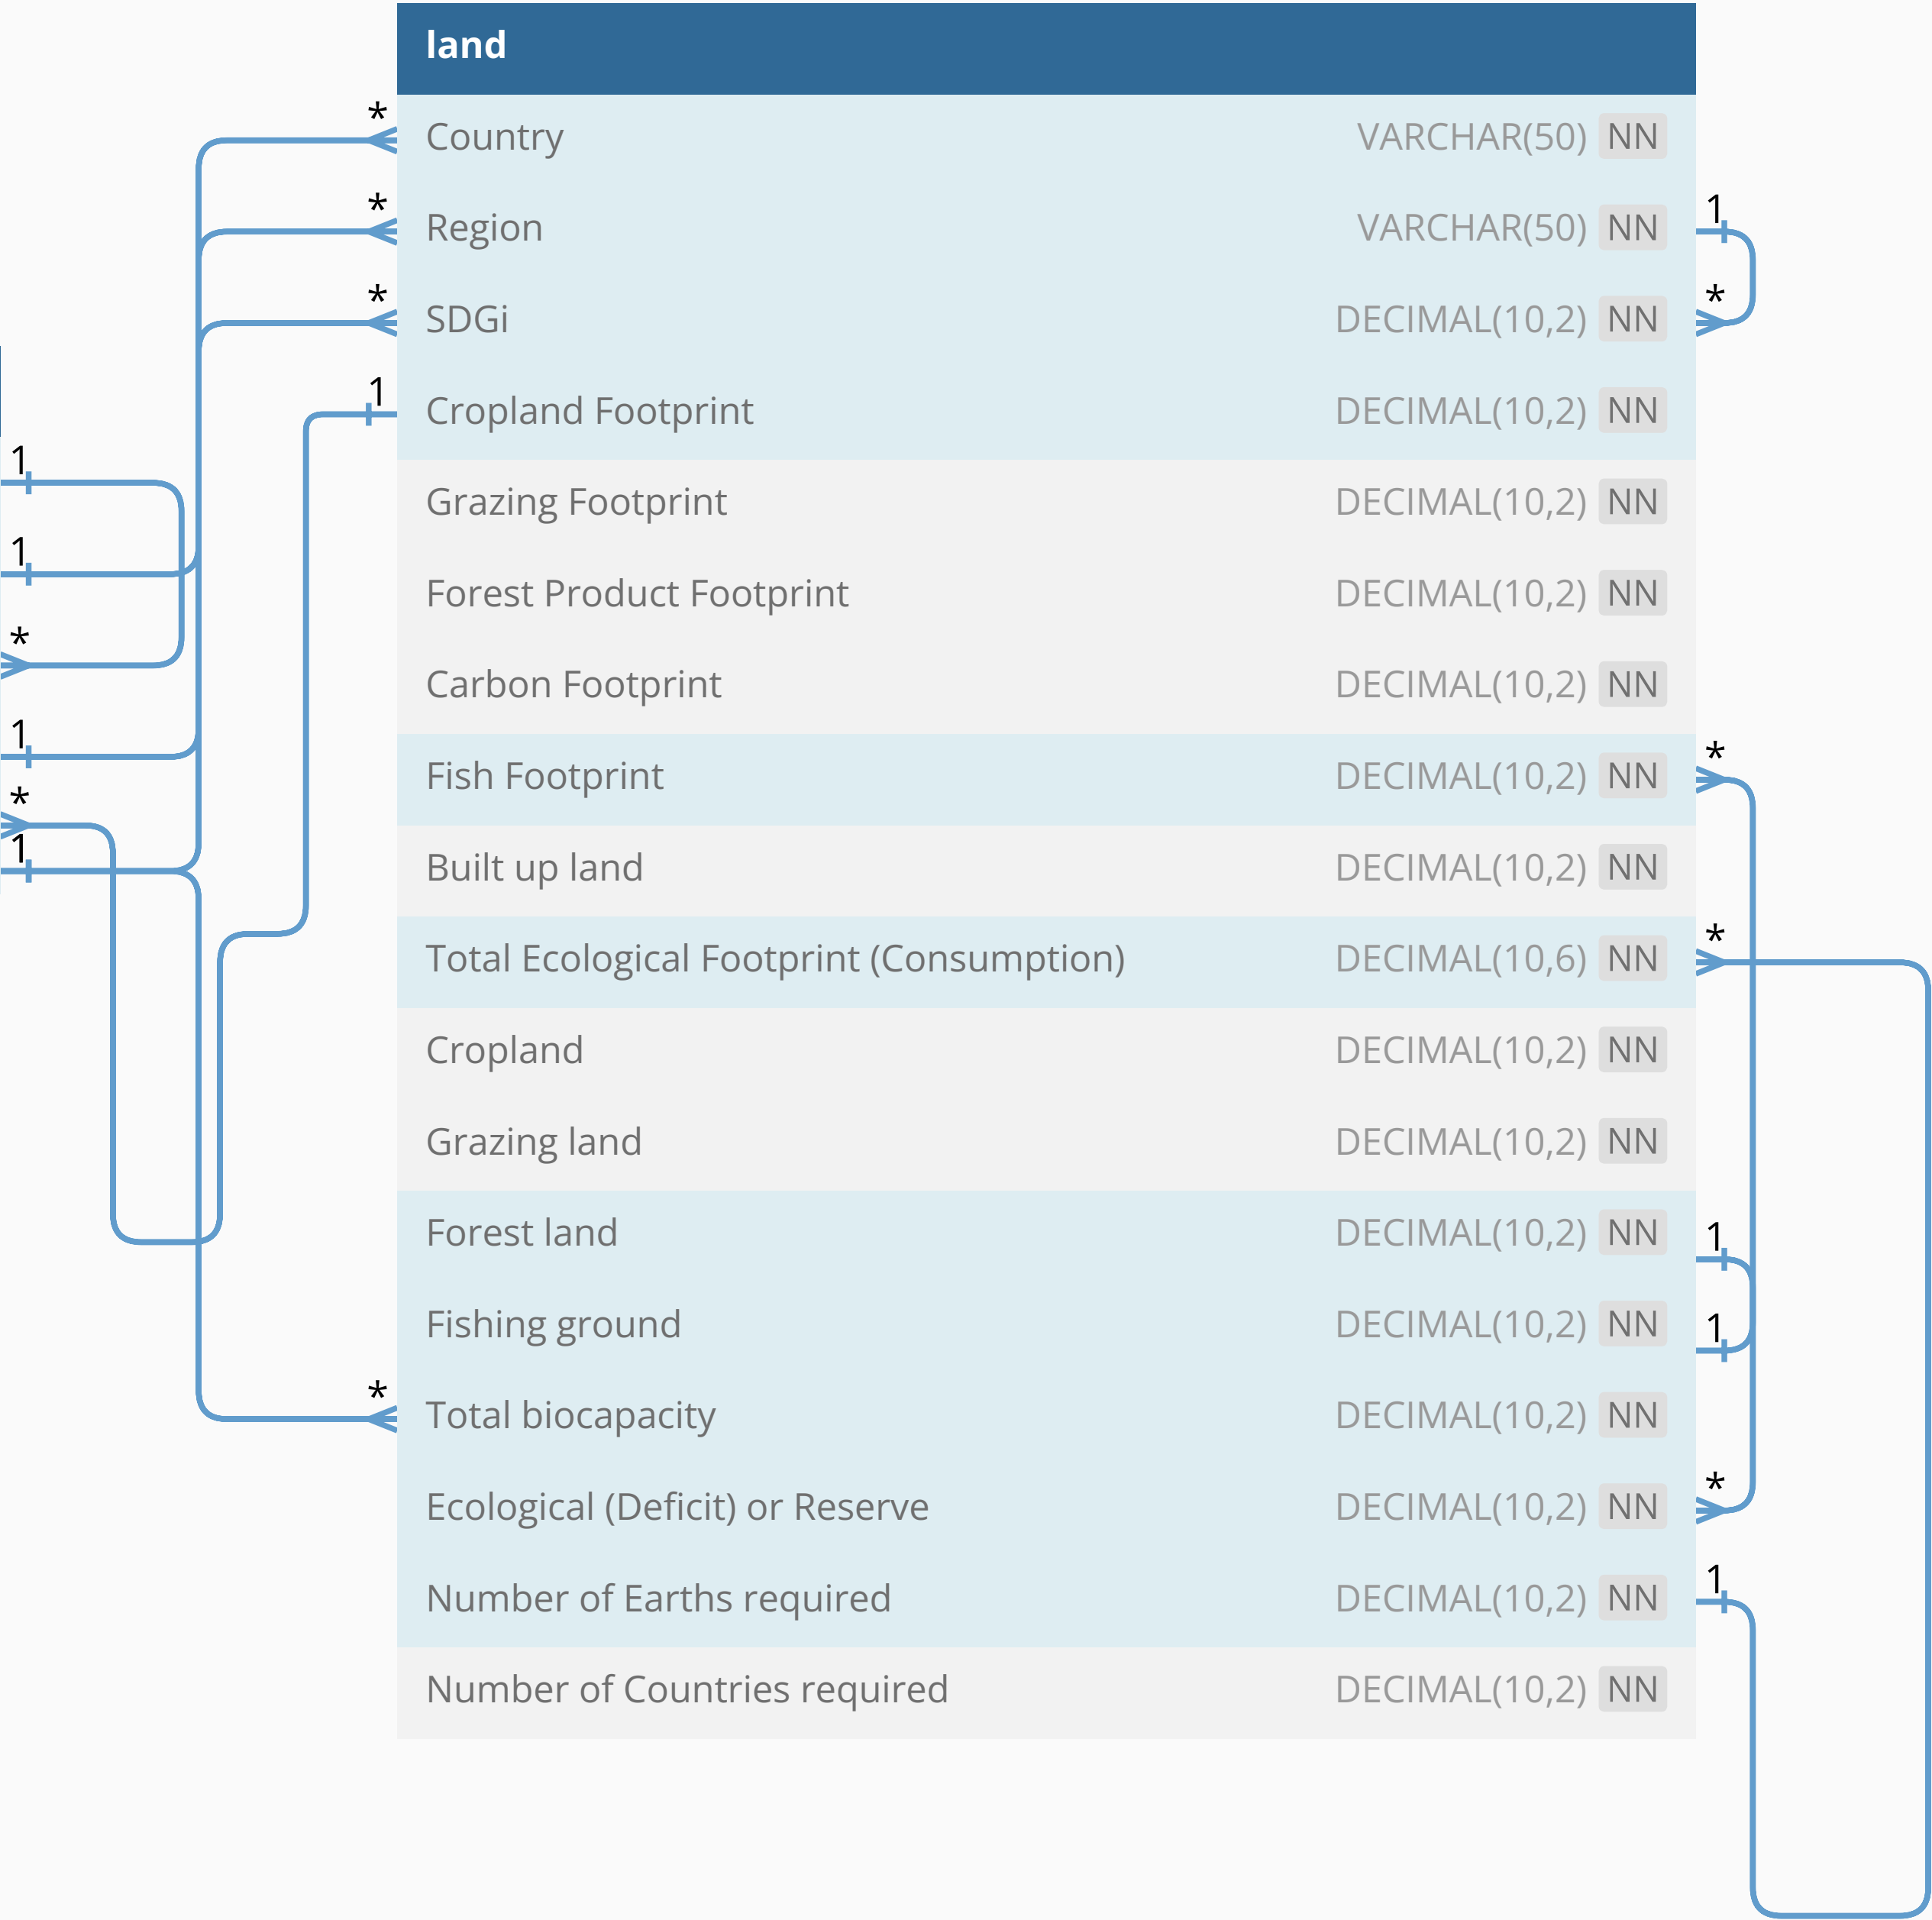 land
*
Country VARCHAR(50) NN
* 1
Region VARCHAR(50) NN
* *
SDGi DECIMAL(10,2) NN
1
Cropland Footprint DECIMAL(10,2) NN
1
Grazing Footprint DECIMAL(10,2) NN
1
Forest Product Footprint DECIMAL(10,2) NN
*
Carbon Footprint DECIMAL(10,2) NN
1 *
Fish Footprint DECIMAL(10,2) NN
*
1
Built up land DECIMAL(10,2) NN
*
Total Ecological Footprint (Consumption) DECIMAL(10,6) NN
Cropland DECIMAL(10,2) NN
Grazing land DECIMAL(10,2) NN
Forest land DECIMAL(10,2) NN 1
Fishing ground DECIMAL(10,2) NN 1
*
Total biocapacity DECIMAL(10,2) NN
*
Ecological (Deficit) or Reserve DECIMAL(10,2) NN
1
Number of Earths required DECIMAL(10,2) NN
Number of Countries required DECIMAL(10,2) NN